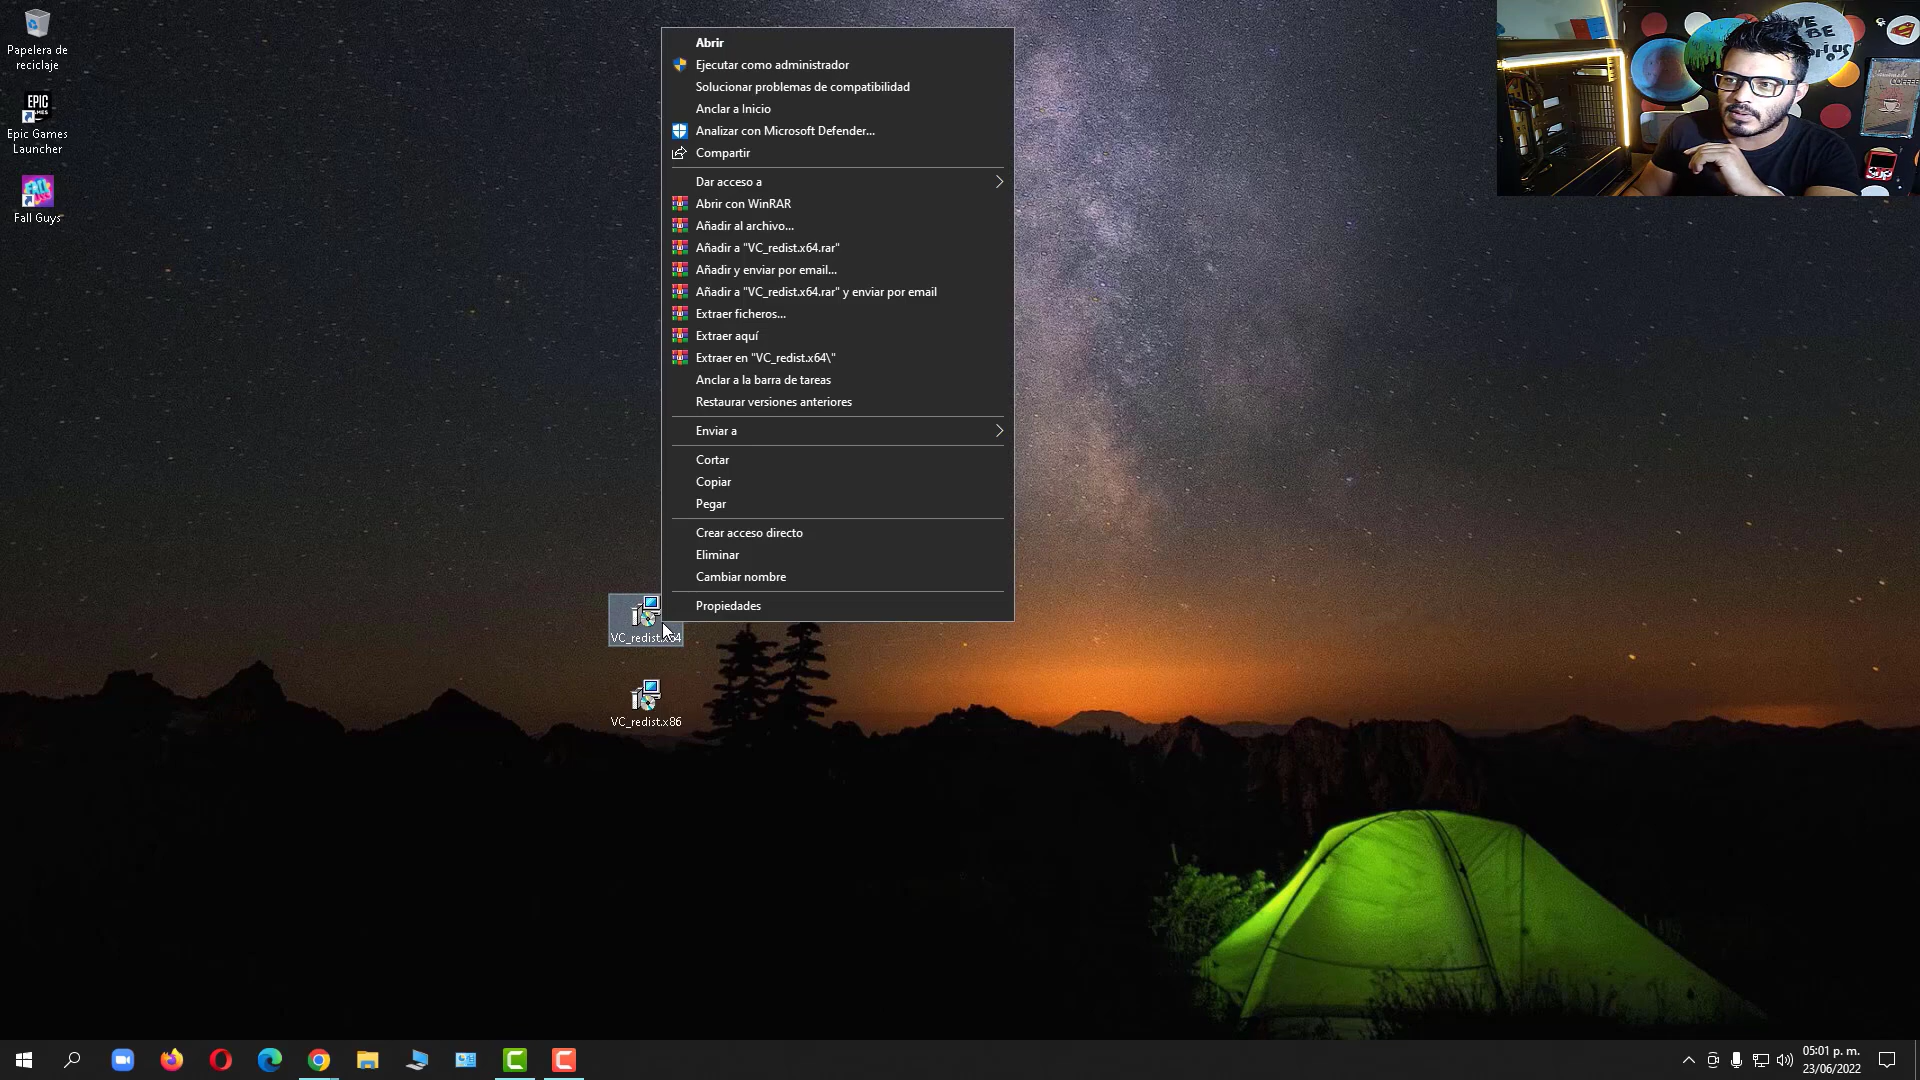 Papelera de
reciclaje
EPIC
GAMES
Epic Games
Launcher
FALL
GUYS
Fall Guys
Abrir
Ejecutar como administrador
Solucionar problemas de compatibilidad
Anclar a Inicio
Analizar con Microsoft Defender...
Compartir
Dar acceso a
Abrir con WinRAR
Añadir al archivo...
Añadir a "VC_redist.x64.rar"
Añadir y enviar por email...
Añadir a "VC_redist.x64.rar" y enviar por email
Extraer ficheros...
Extraer aquí
Extraer en "VC_redist.x64\"
Anclar a la barra de tareas
Restaurar versiones anteriores
Enviar a
Cortar
Copiar
Pegar
Crear acceso directo
Eliminar
Cambiar nombre
Propiedades
VC_redist.x64
VC_redist.x86
COFFEE
05:01 p. m.
23/06/2022